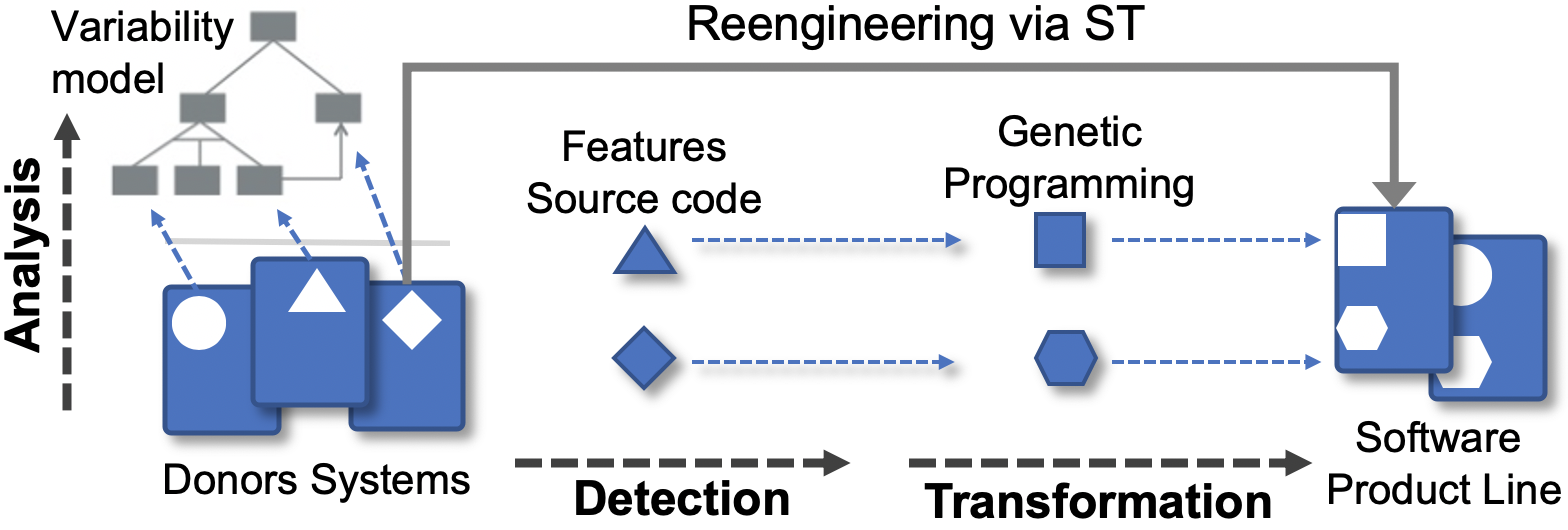 Variability
model
Reengineering via ST
Analysis
Features
Source code
Genetic
Programming
Donors Systems
Detection
Transformation
Software
Product Line